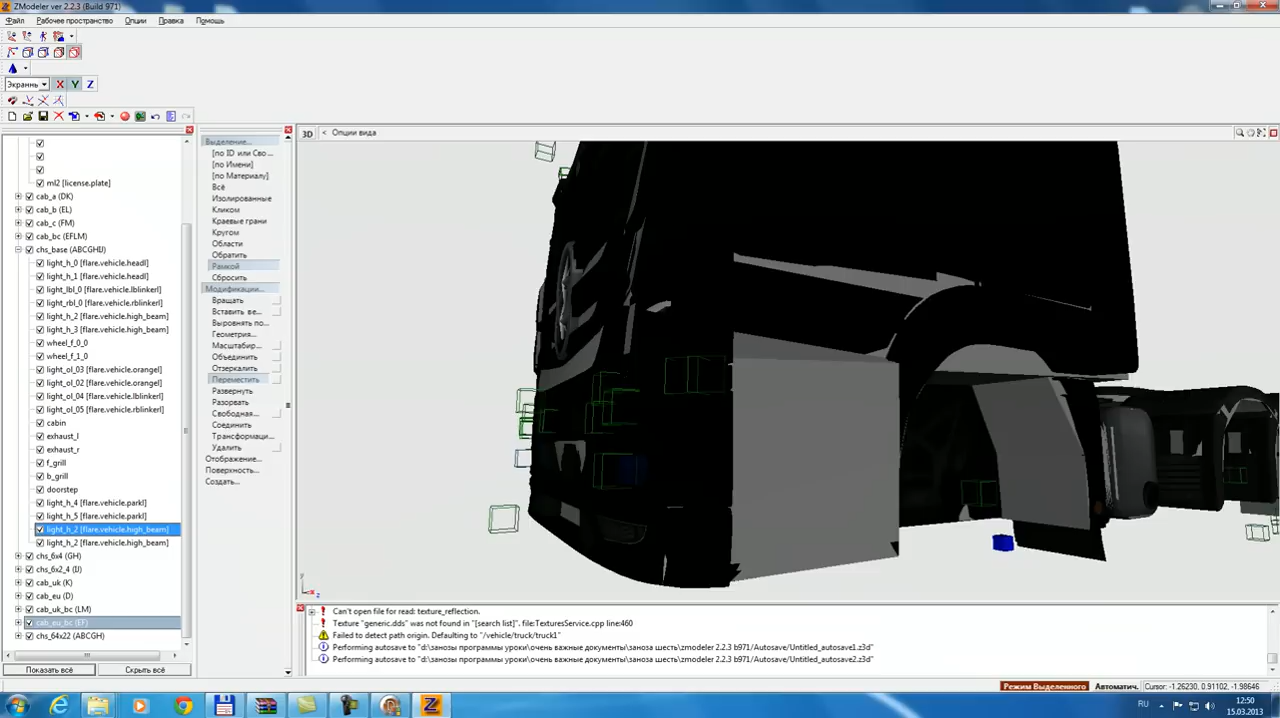 ZModeler ver 2.2.3 (Build 971)
Файл Рабочее пространство Опции Правка Помощь
Экранны X Y Z
3D < Опции вида
ml2 [license.plate]
cab_a (DK)
cab_b (EL)
cab_c (FM)
cab_bc (EFLM)
chs_base (ABCGHIJ)
light_h_0 [flare.vehicle.headl]
light_h_1 [flare.vehicle.headl]
light_lbl_0 [flare.vehicle.lblinkerl]
light_rbl_0 [flare.vehicle.rblinkerl]
light_h_2 [flare.vehicle.high_beam]
light_h_3 [flare.vehicle.high_beam]
wheel_f_0_0
wheel_f_1_0
light_ol_03 [flare.vehicle.orangel]
light_ol_02 [flare.vehicle.orangel]
light_ol_04 [flare.vehicle.lblinkerl]
light_ol_05 [flare.vehicle.rblinkerl]
cabin
exhaust_l
exhaust_r
f_grill
b_grill
doorstep
light_h_4 [flare.vehicle.parkl]
light_h_5 [flare.vehicle.parkl]
light_h_2 [flare.vehicle.high_beam]
light_h_2 [flare.vehicle.high_beam]
chs_6x4 (GH)
chs_6x2_4 (IJ)
cab_uk (K)
cab_eu (D)
cab_uk_bc (LM)
cab_eu_bc (EF)
chs_64x22 (ABCGH)
Показать всё Скрыть всё
Выделение...
[по ID или Сво...
[по Имени]
[по Материалу]
Всё
Изолированные
Кликом
Краевые грани
Кругом
Области
Обратить
Рамкой
Сбросить
Модификации...
Вращать
Вставить ве...
Выровнять по...
Геометрия...
Масштабир...
Объединить
Отзеркалить
Переместить
Развернуть
Разорвать
Свободная...
Соединить
Трансформаци...
Удалить
Отображение...
Поверхность...
Создать...
Can't open file for read: texture_reflection.
Texture "generic.dds" was not found in "[search list]". file:TexturesService.cpp line:460
Failed to detect path origin. Defaulting to "/vehicle/truck/truck1"
Performing autosave to "d:\занозы программы уроки\очень важные документы\заноза шесть\zmodeler 2.2.3 b971/Autosave/Untitled_autosave1.z3d"
Performing autosave to "d:\занозы программы уроки\очень важные документы\заноза шесть\zmodeler 2.2.3 b971/Autosave/Untitled_autosave2.z3d"
Режим Выделенного Автоматич. Cursor: -1.26230, 0.91102, -1.98646
RU 12:50
15.03.2013